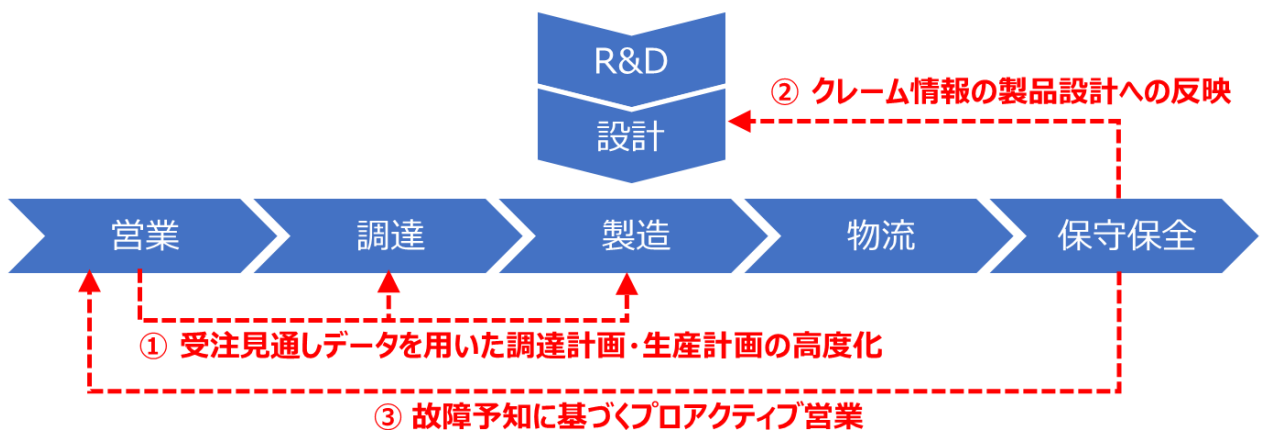 R&D
② クレーム情報の製品設計への反映
設計
営業
調達
製造
物流
保守保全
① 受注見通しデータを用いた調達計画・生産計画の高度化
③ 故障予知に基づくプロアクティブ営業